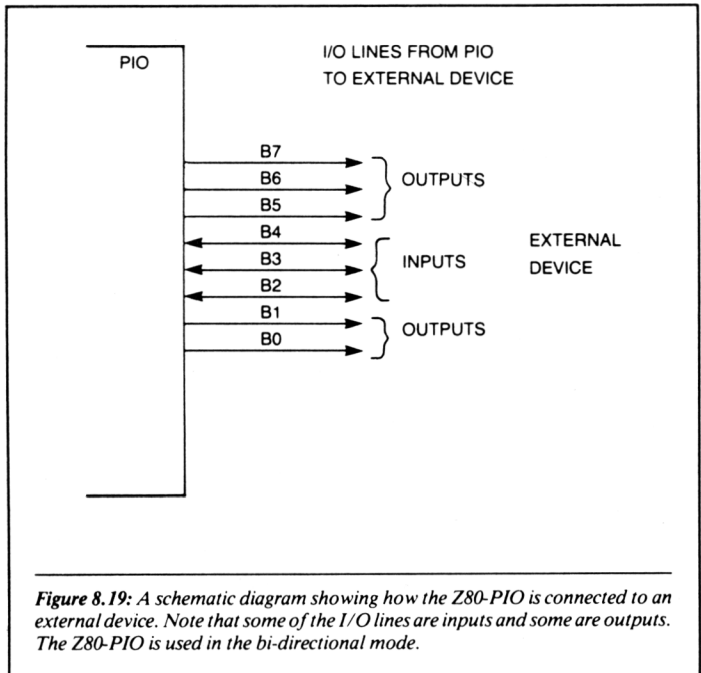 PIO
I/O LINES FROM PIO
TO EXTERNAL DEVICE
B7
B6
B5
OUTPUTS
B4
B3
B2
INPUTS
EXTERNAL
DEVICE
B1
B0
OUTPUTS
Figure 8.19: A schematic diagram showing how the Z80-PIO is connected to an
external device. Note that some of the I/O lines are inputs and some are outputs.
The Z80-PIO is used in the bi-directional mode.